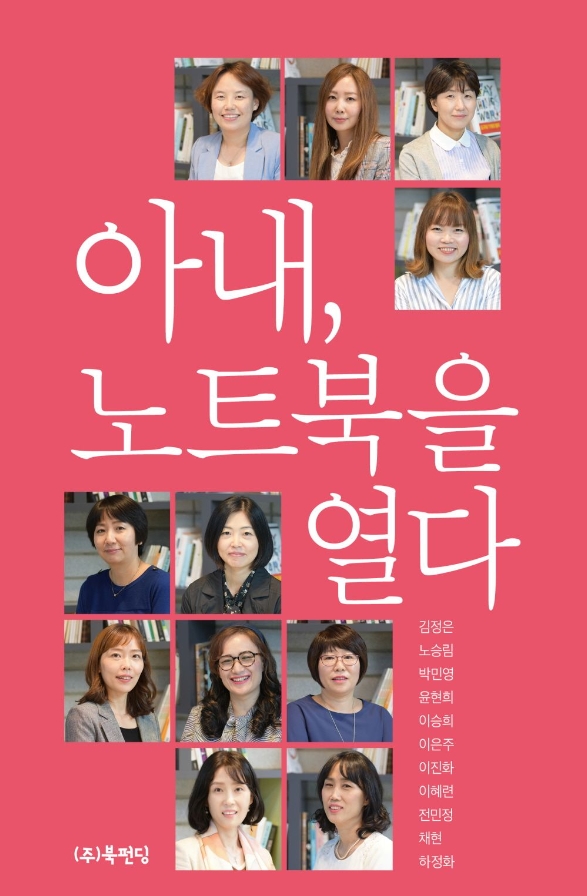 아내,
노트북을
열다
김정은
노승림
박민영
윤현희
이승희
이은주
이진화
이혜련
전민정
채현
하정화
(주)북펀딩